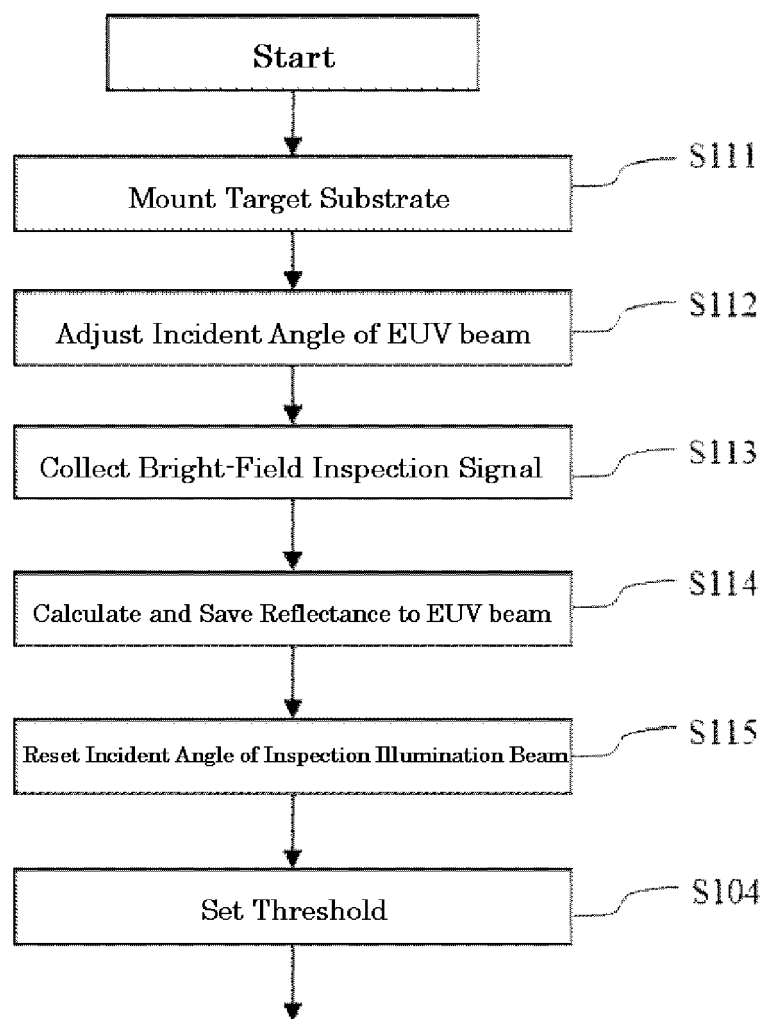 Start
Mount Target Substrate
S111
Adjust Incident Angle of EUV beam
S112
Collect Bright-Field Inspection Signal
S113
Calculate and Save Reflectance to EUV beam
S114
Reset Incident Angle of Inspection Illumination Beam
S115
Set Threshold
S104